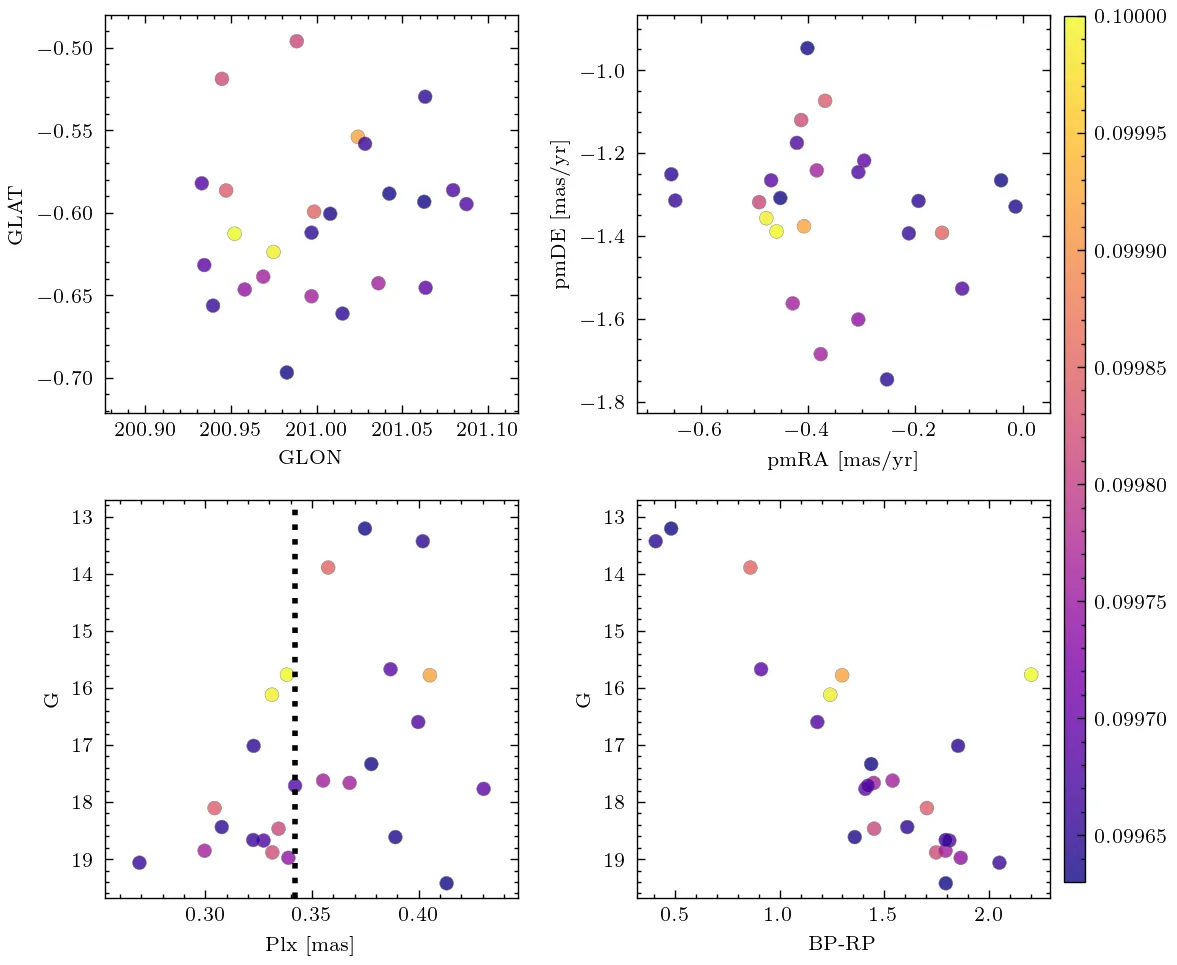 −0.50
−0.55
−0.60
−0.65
−0.70
GLAT
200.90 200.95 201.00 201.05 201.10
GLON
−1.0
−1.2
−1.4
−1.6
−1.8
pmDE [mas/yr]
−0.6 −0.4 −0.2 0.0
pmRA [mas/yr]
13
14
15
16
17
18
19
G
0.30 0.35 0.40
Plx [mas]
13
14
15
16
17
18
19
G
0.5 1.0 1.5 2.0
BP-RP
0.10000
0.09995
0.09990
0.09985
0.09980
0.09975
0.09970
0.09965